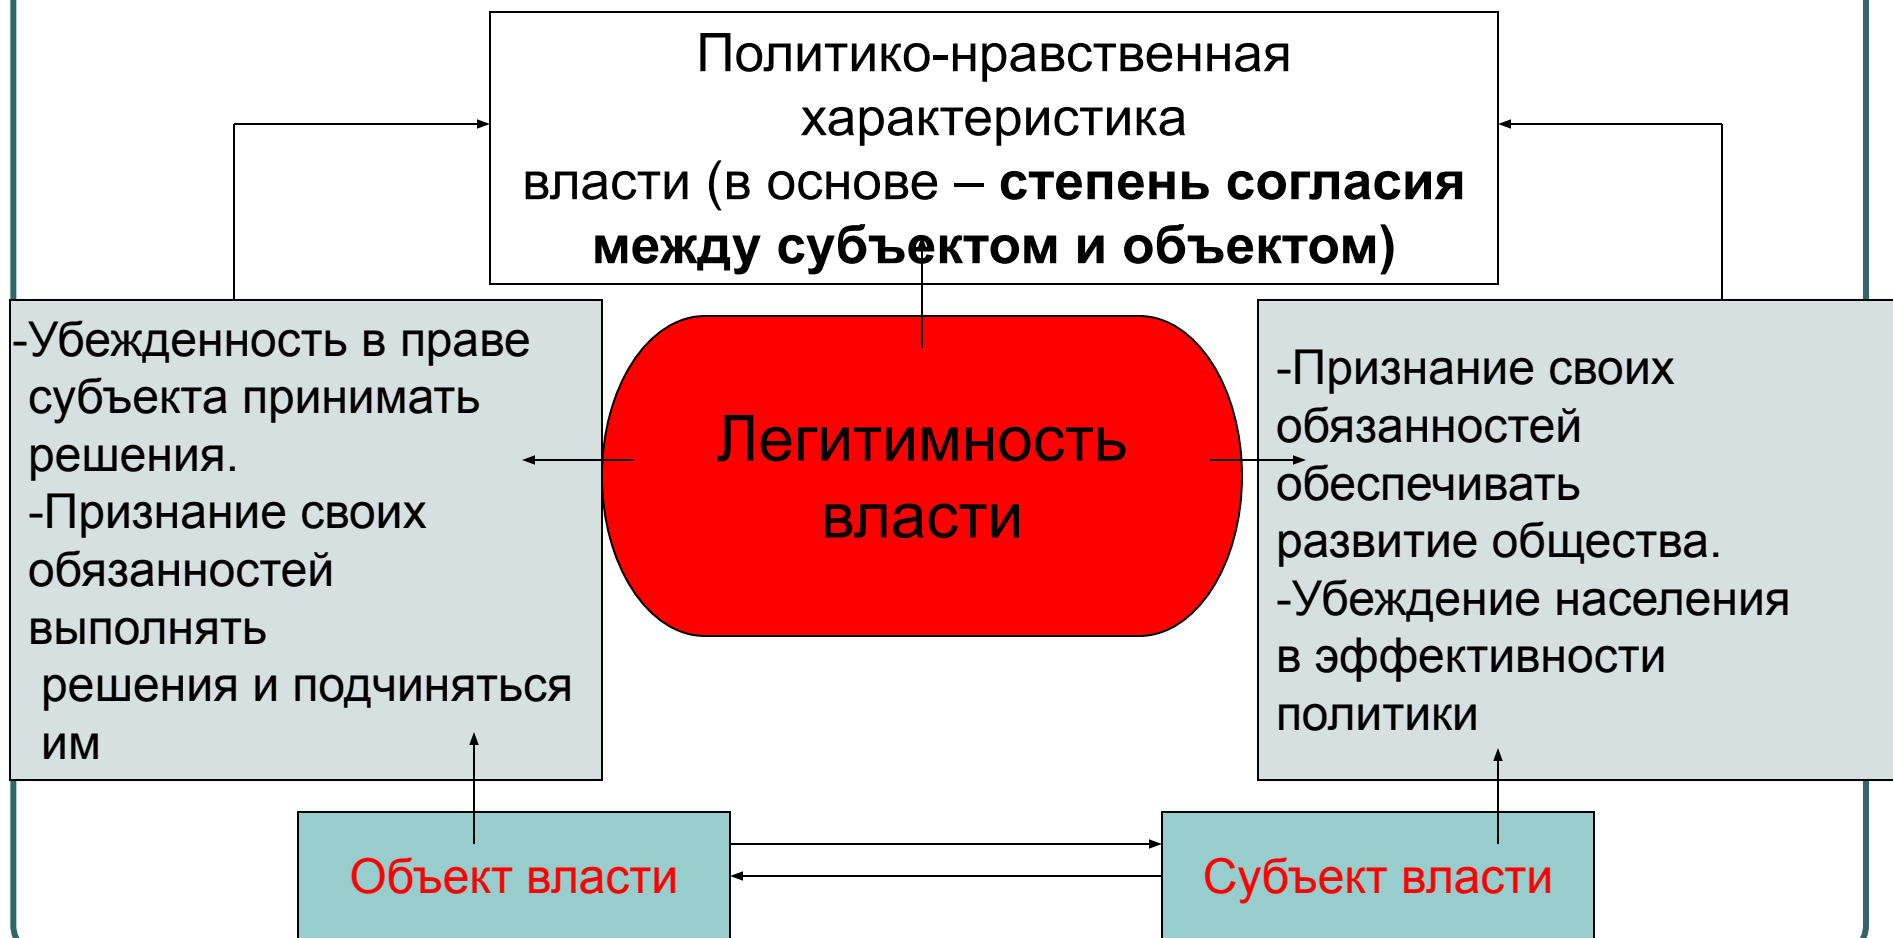 Политико-нравственная
характеристика
власти (в основе – степень согласия
между субъектом и объектом)
-Убежденность в праве
субъекта принимать
решения.
-Признание своих
обязанностей
выполнять
решения и подчиняться
им
Легитимность
власти
-Признание своих
обязанностей
обеспечивать
развитие общества.
-Убеждение населения
в эффективности
политики
Объект власти
Субъект власти